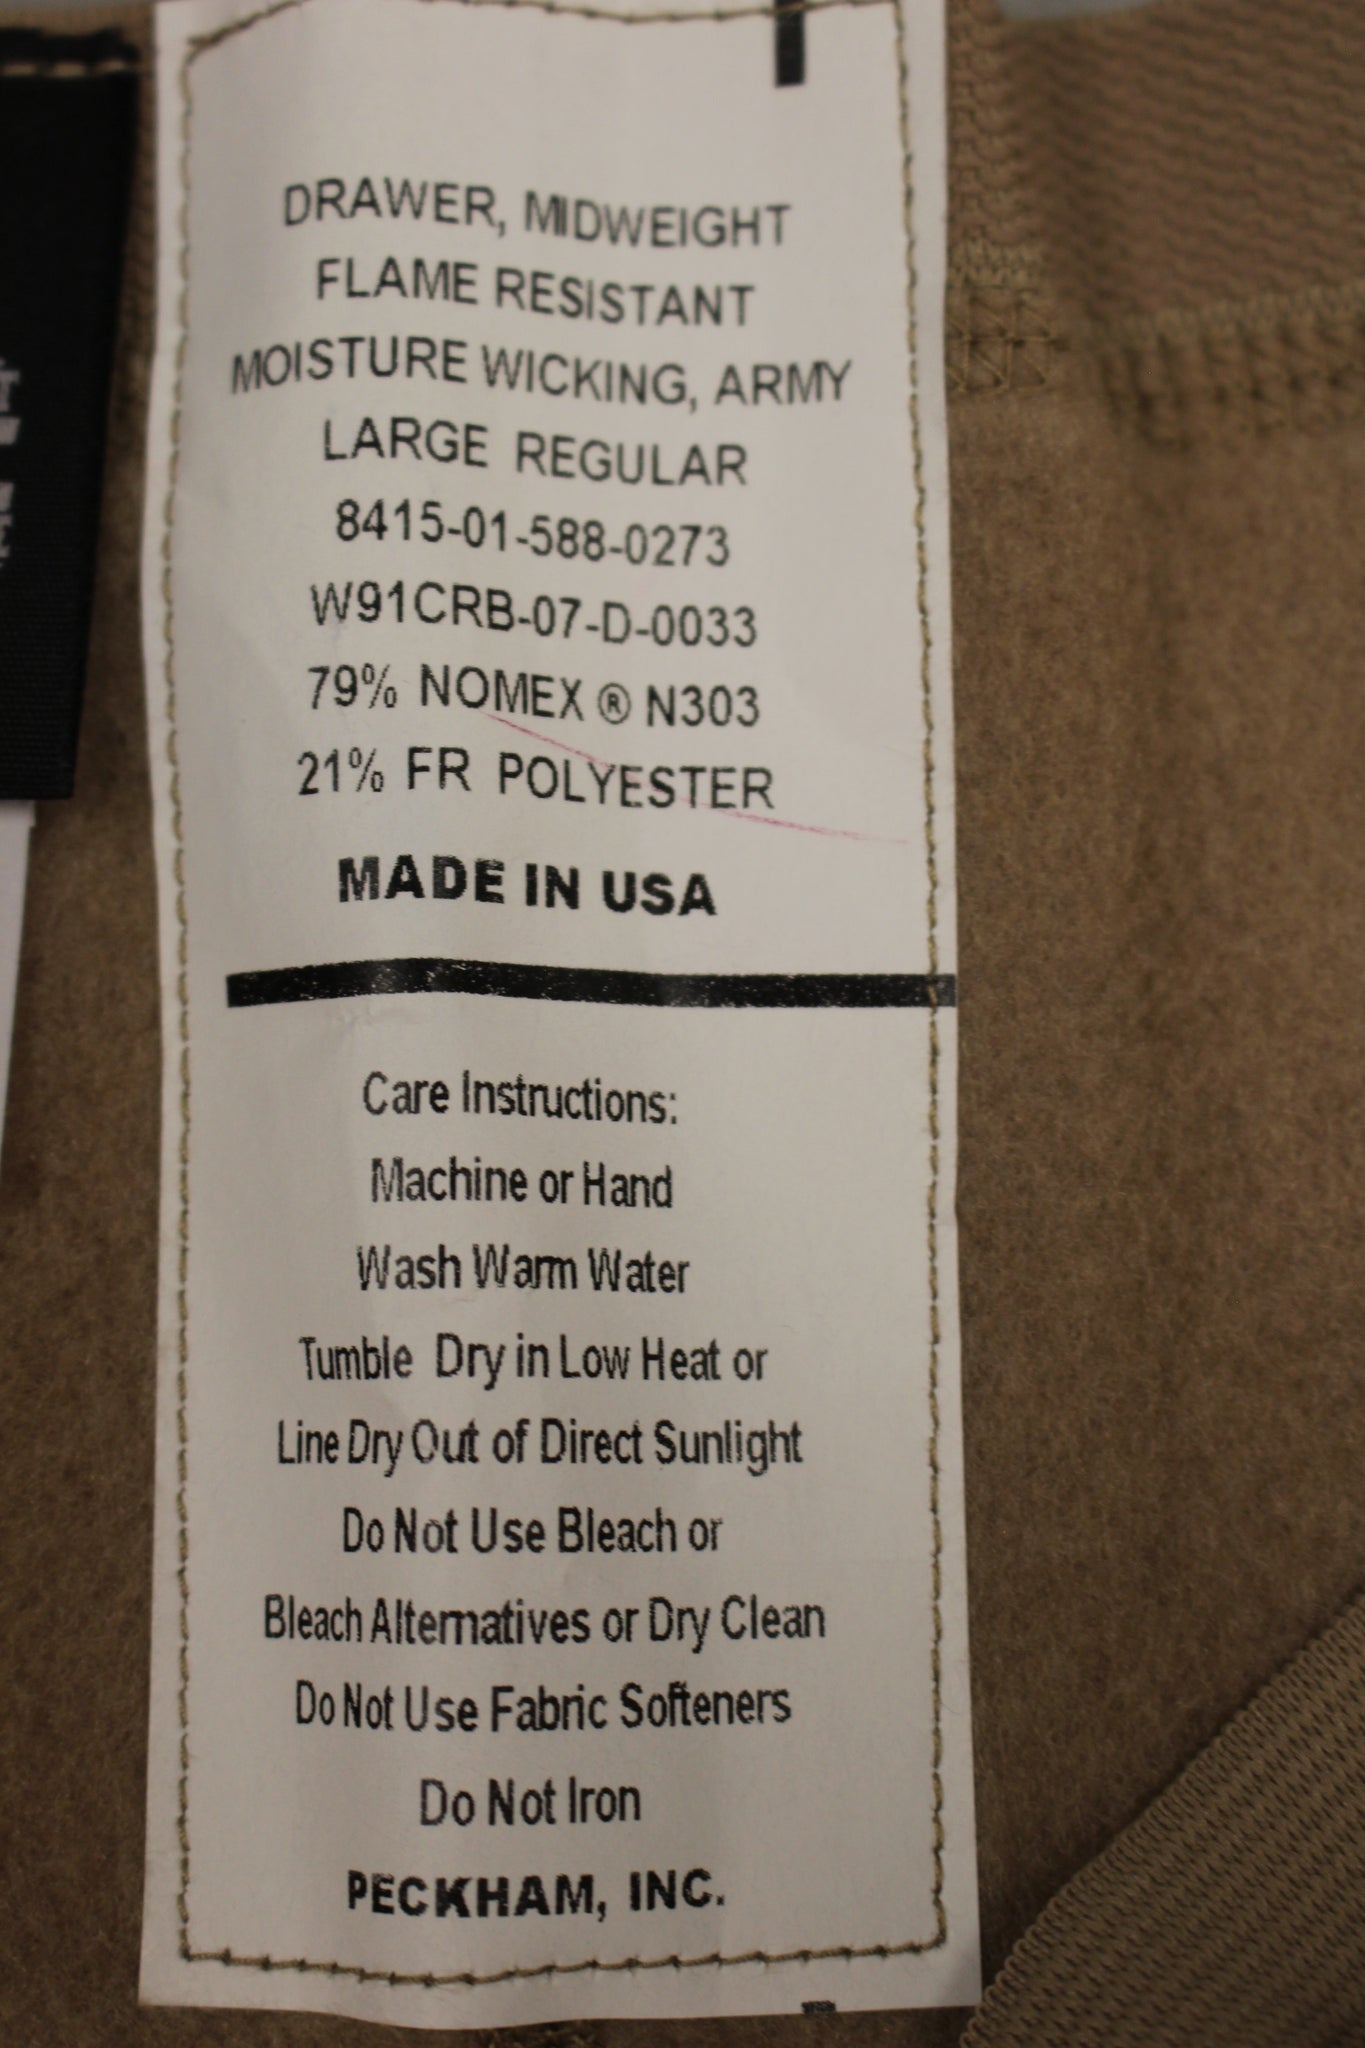 DRAWER, MIDWEIGHT
FLAME RESISTANT
MOISTURE WICKING, ARMY
LARGE REGULAR
8415-01-588-0273
W91CRB-07-D-0033
79% NOMEX ® N303
21% FR POLYESTER
MADE IN USA
Care Instructions:
Machine or Hand
Wash Warm Water
Tumble Dry in Low Heat or
Line Dry Out of Direct Sunlight
Do Not Use Bleach or
Bleach Alternatives or Dry Clean
Do Not Use Fabric Softeners
Do Not Iron
PECKHAM, INC.